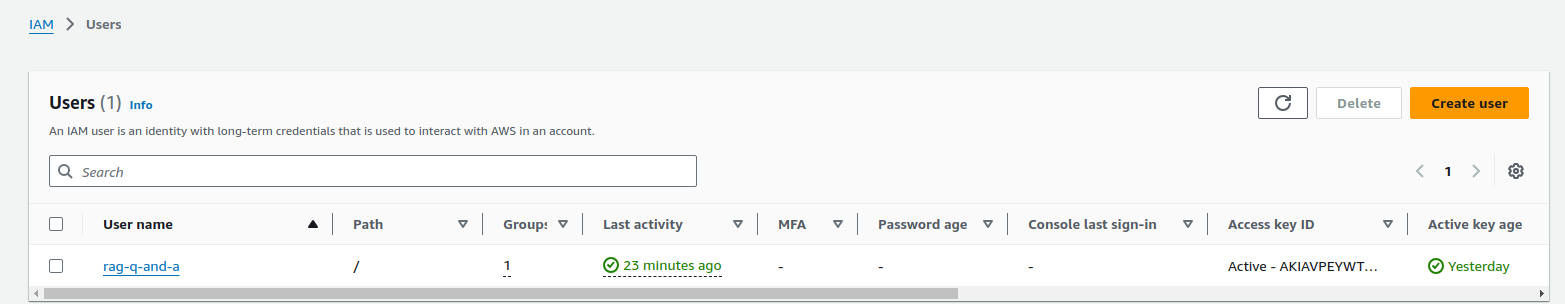 IAM > Users
Users (1) Info
Delete
Create user
An IAM user is an identity with long-term credentials that is used to interact with AWS in an account.
Search
1
User name Path Groups Last activity MFA Password age Console last sign-in Access key ID Active key age
rag-q-and-a / 1 23 minutes ago - - - Active - AKIAVPEYWT... Yesterday